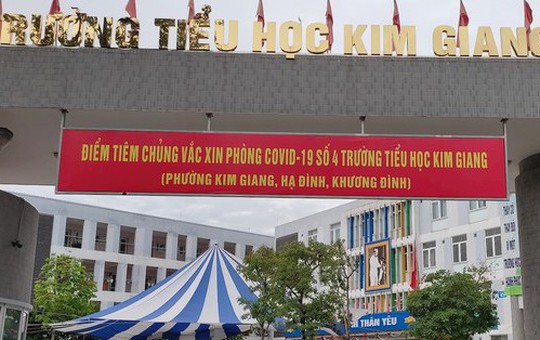 TRƯỜNG TIỂU HỌC KIM GIANG
ĐIỂM TIÊM CHỦNG VẮC XIN PHÒNG COVID-19 SỐ 4 TRƯỜNG TIỂU HỌC KIM GIANG
(PHƯỜNG KIM GIANG, HẠ ĐÌNH, KHƯƠNG ĐÌNH)
THÂN YÊU